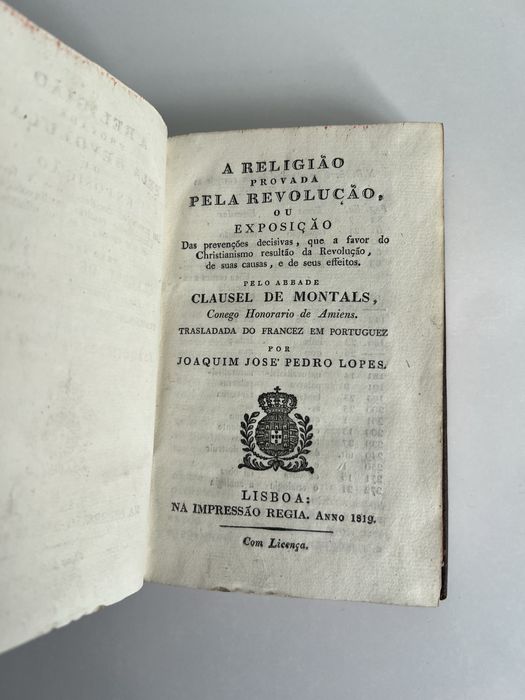 A RELIGIÃO
PROVADA
PELA REVOLUÇÃO,
OU
EXPOSIÇÃO
Das prevenções decisivas, que a favor do
Christianismo resultão da Revolução,
de suas causas, e de seus effeitos.
PELO ABBADE
CLAUSEL DE MONTALS,
Conego Honorario de Amiens.
TRASLADADA DO FRANCEZ EM PORTUGUEZ
POR
JOAQUIM JOSE' PEDRO LOPES.
LISBOA:
NA IMPRESSÃO REGIA. ANNO 1819.
Com Licença.